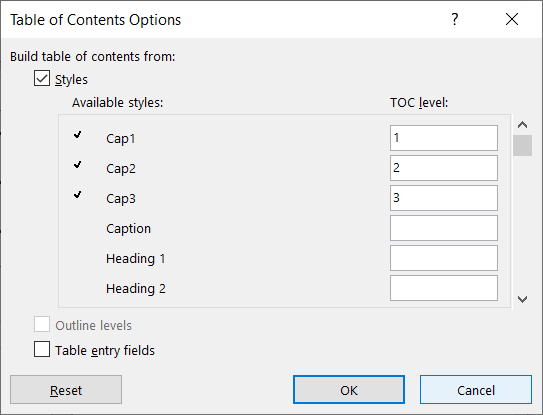 Table of Contents Options ?
Build table of contents from:
Styles
Available styles: TOC level:
Cap1 1
Cap2 2
Cap3 3
Caption
Heading 1
Heading 2
Outline levels
Table entry fields
Reset OK Cancel